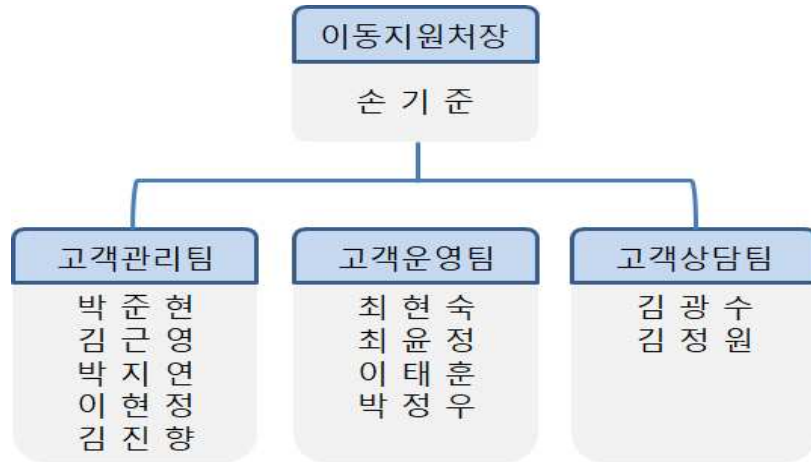 이동지원처장
손 기 준
고객관리팀
박 준 현
김 근 영
박 지 연
이 현 정
김 진 향
고객운영팀
최 현 숙
최 윤 정
이 태 훈
박 정 우
고객상담팀
김 광 수
김 정 원